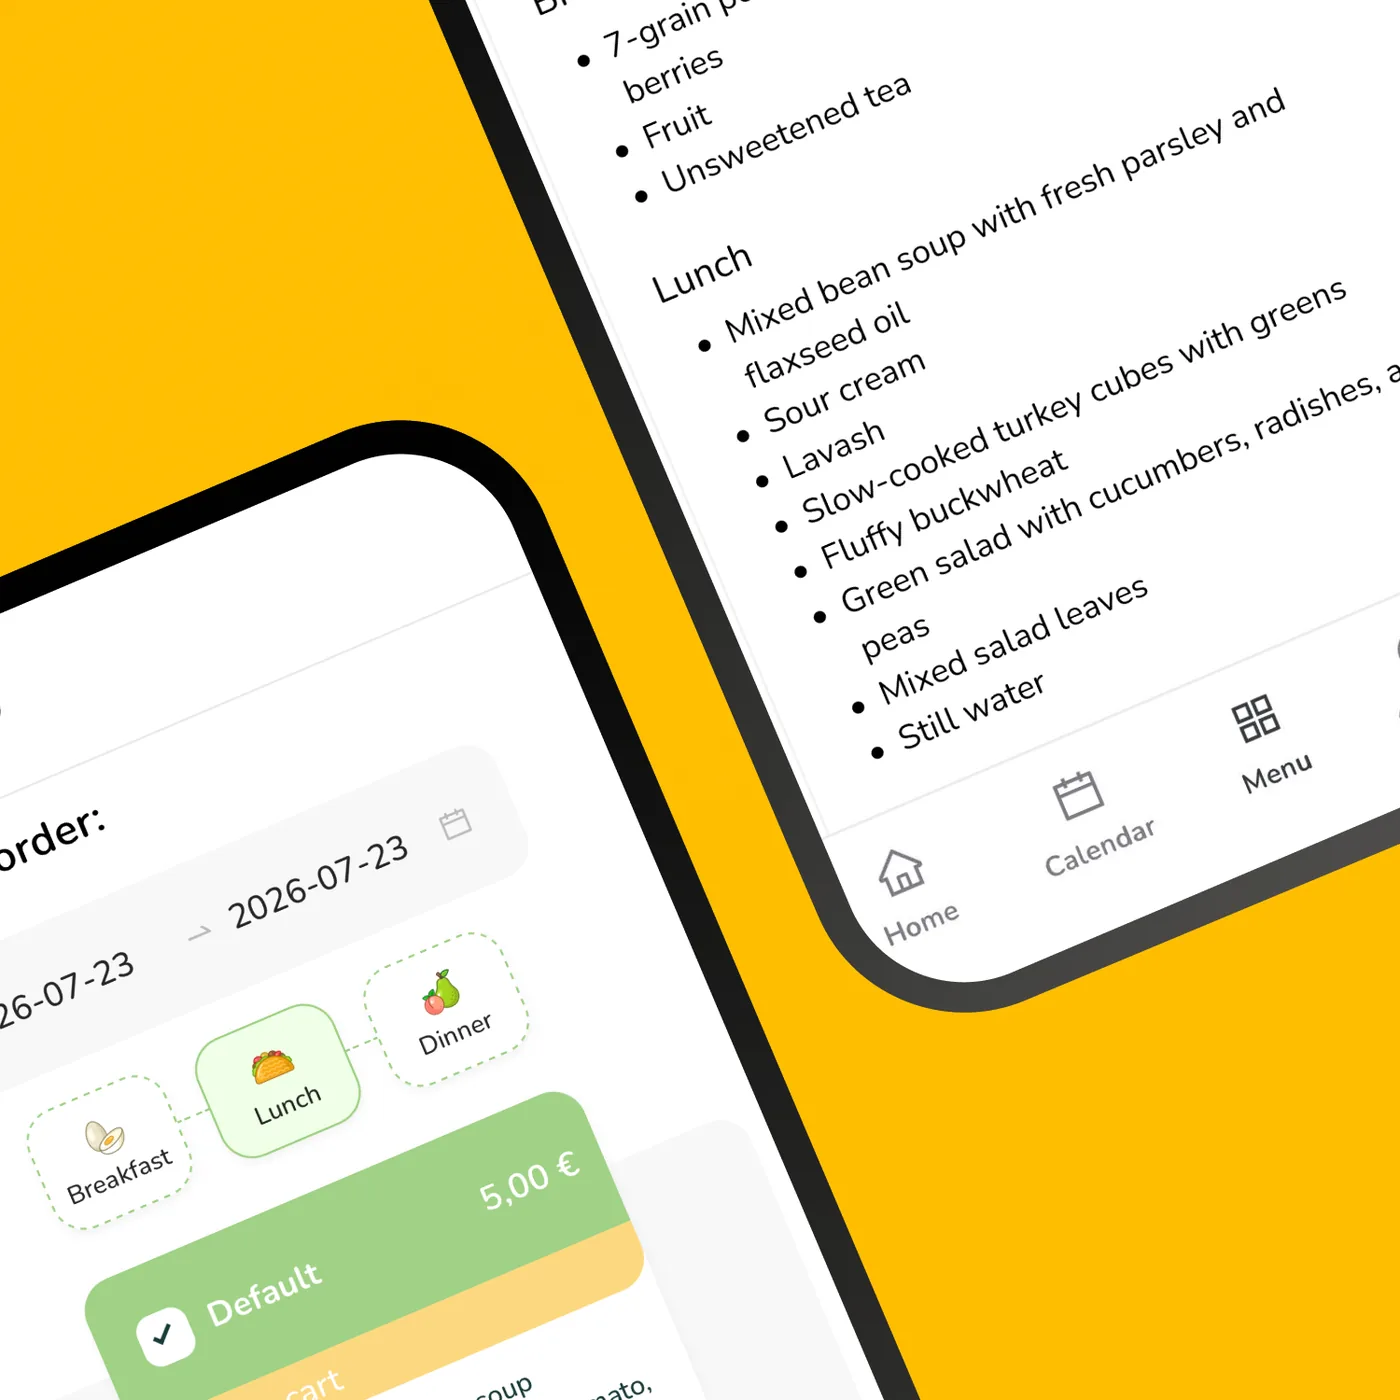 7-grain
berries
Fruit
Unsweetened tea
Lunch
Mixed bean soup with fresh parsley and
flaxseed oil
Sour cream
Lavash
Slow-cooked turkey cubes with greens
Fluffy buckwheat
Green salad with cucumbers, radishes,
peas
Mixed salad leaves
Still water
Home
Calendar
Menu
order:
26-07-23 → 2026-07-23
Breakfast
Lunch
Dinner
Default
5,00 €
cart
soup